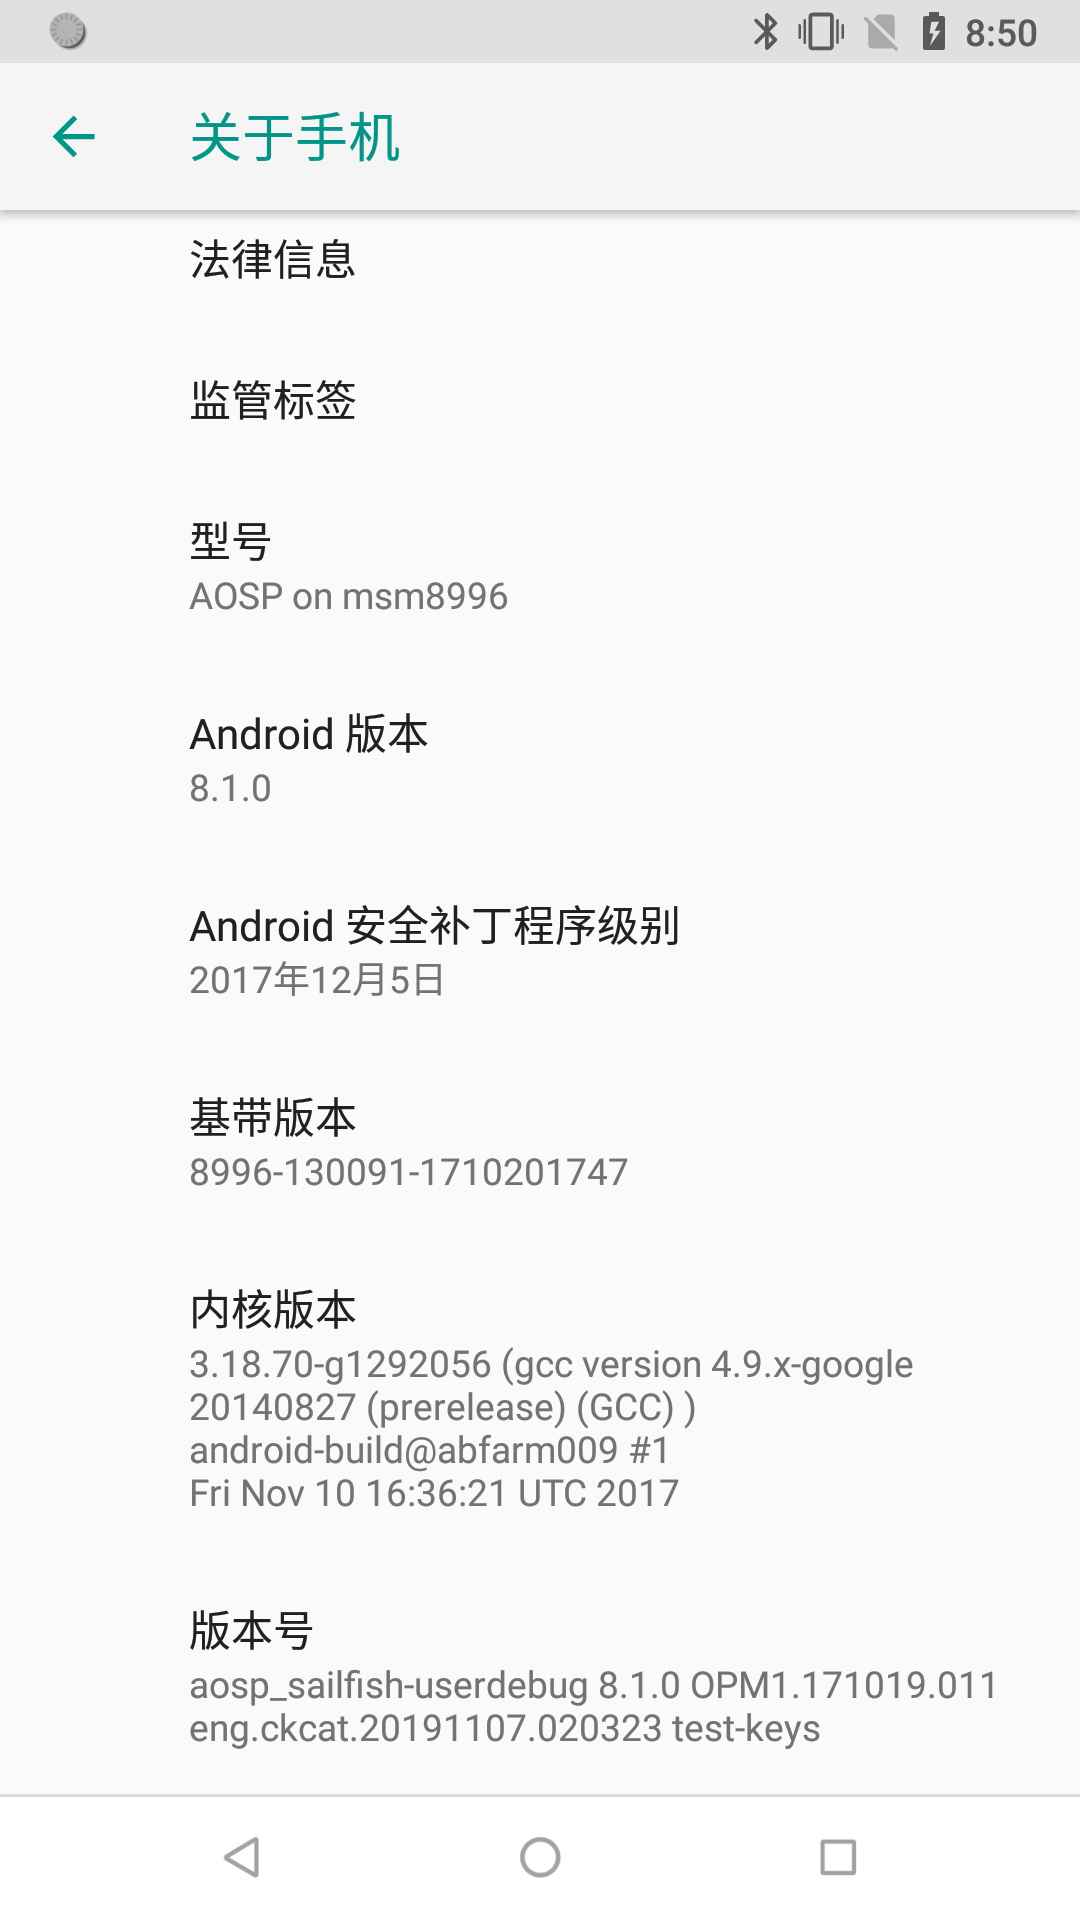 8:50
关于手机
法律信息
监管标签
型号
AOSP on msm8996
Android 版本
8.1.0
Android 安全补丁程序级别
2017年12月5日
基带版本
8996-130091-1710201747
内核版本
3.18.70-g1292056 (gcc version 4.9.x-google
20140827 (prerelease) (GCC) )
android-build@abfarm009 #1
Fri Nov 10 16:36:21 UTC 2017
版本号
aosp_sailfish-userdebug 8.1.0 OPM1.171019.011
eng.ckcat.20191107.020323 test-keys